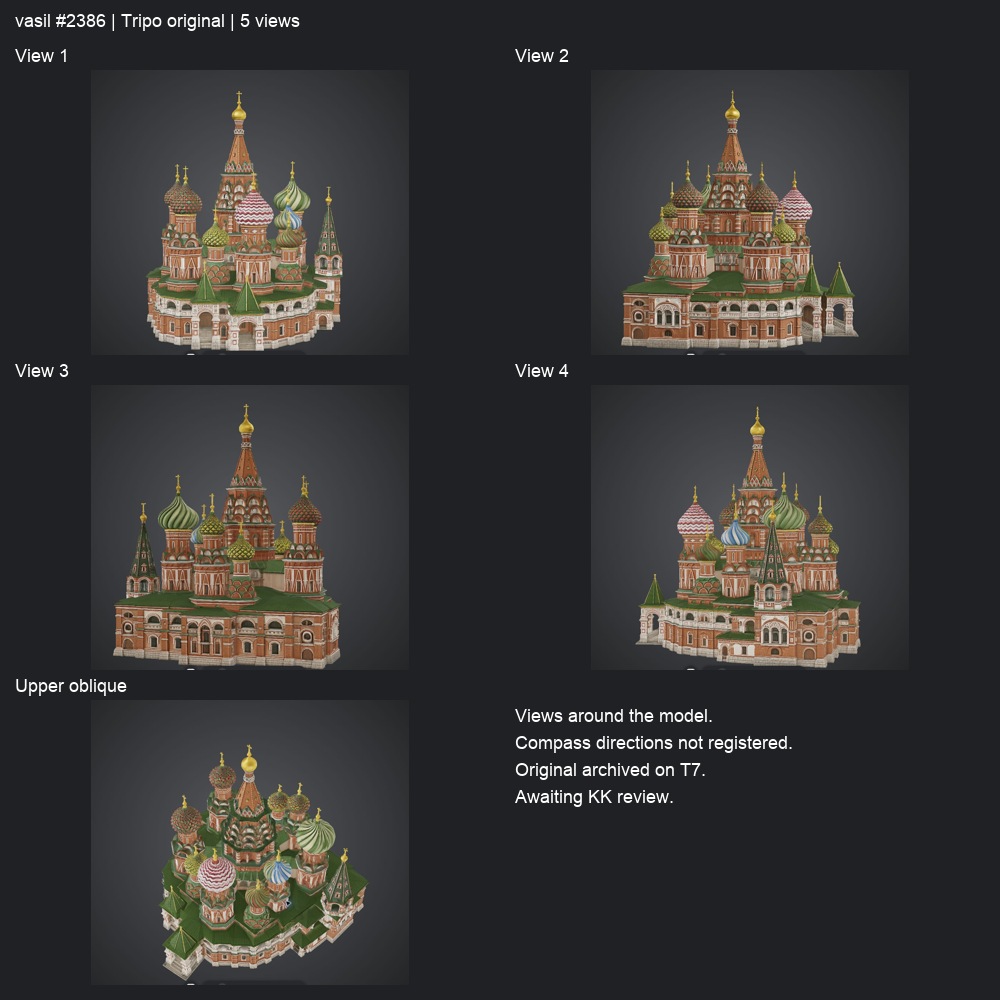 vasil #2386 | Tripo original | 5 views
View 1
View 2
View 3
View 4
Upper oblique
Views around the model.
Compass directions not registered.
Original archived on T7.
Awaiting KK review.